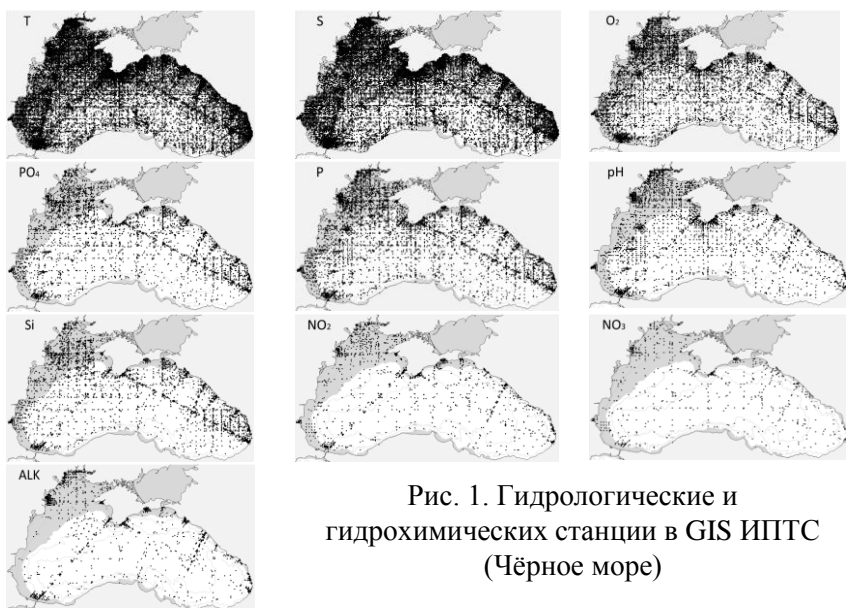 T
S
O₂
PO₄
P
pH
Si
NO₂
NO₃
ALK
Рис. 1. Гидрологические и
гидрохимических станции в GIS ИПТС
(Чёрное море)